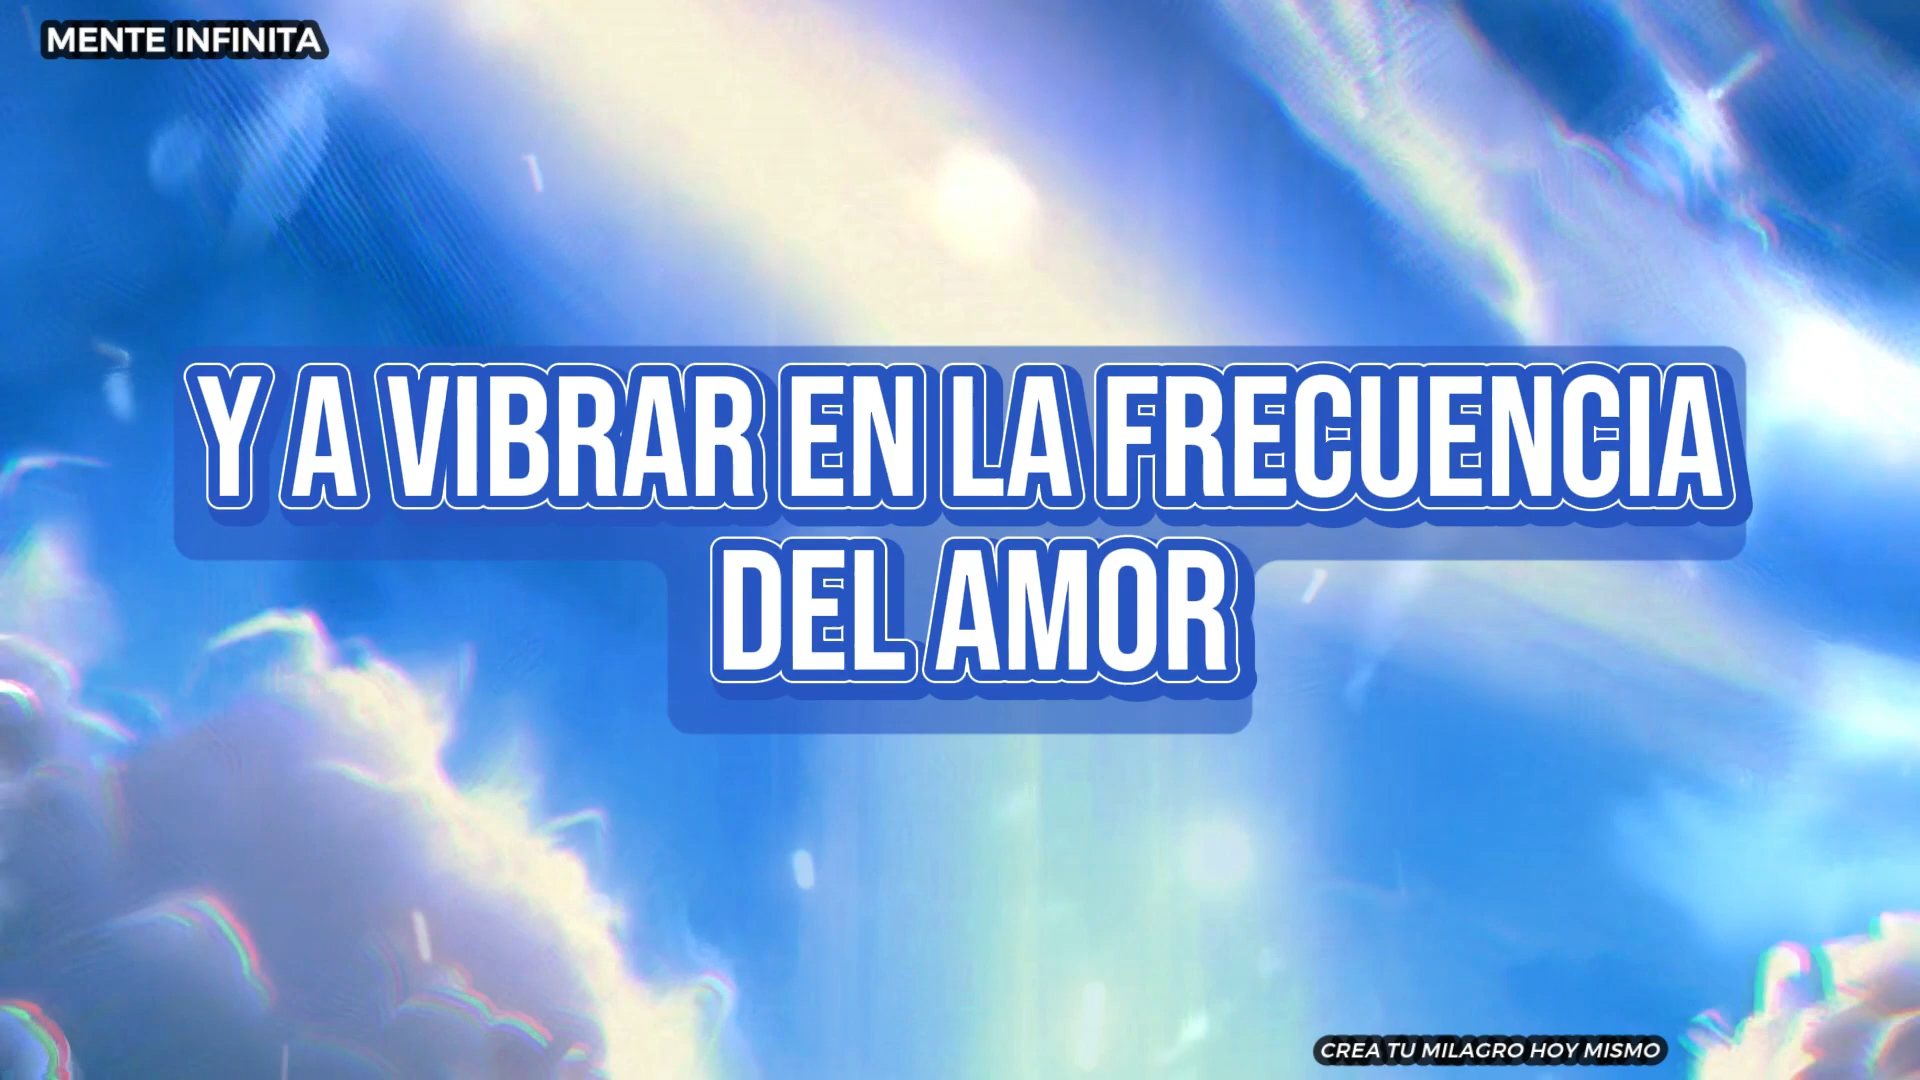 MENTE INFINITA
Y A VIBRAR EN LA FRECUENCIA
DEL AMOR
CREA TU MILAGRO HOY MISMO